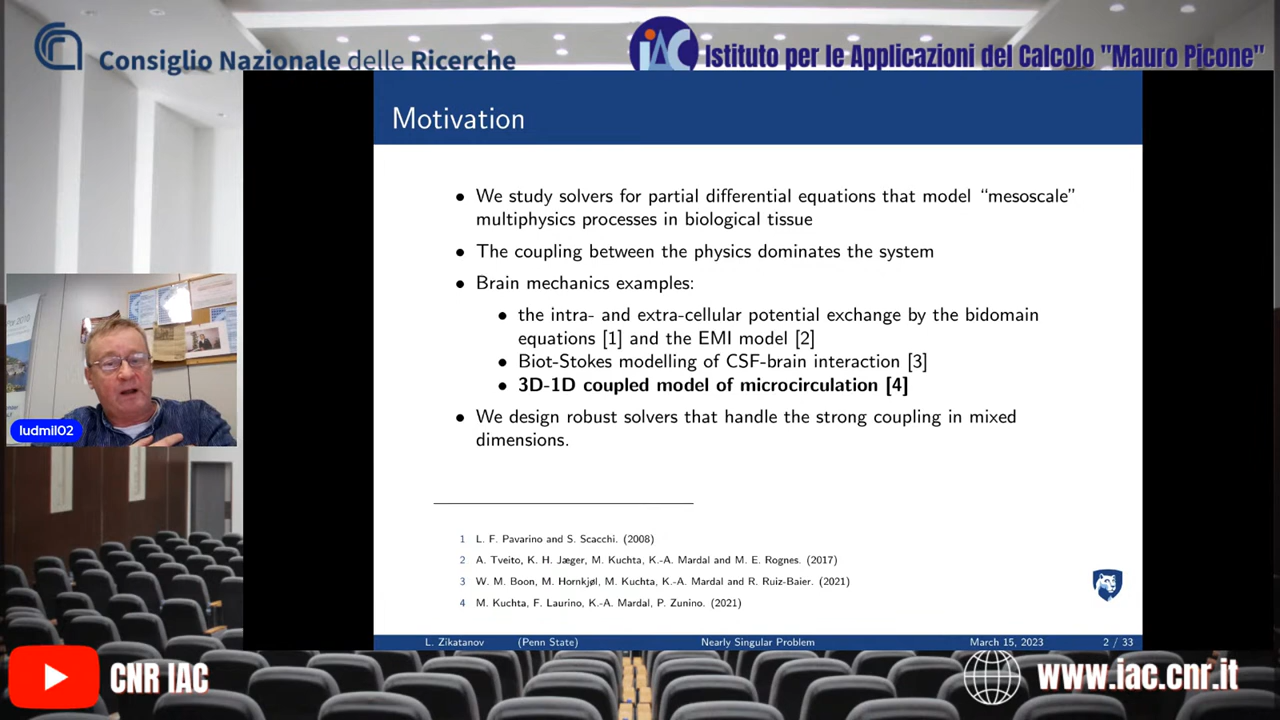 Consiglio Nazionale delle Ricerche
iAC Istituto per le Applicazioni del Calcolo "Mauro Picone"
Motivation
• We study solvers for partial differential equations that model “mesoscale”
multiphysics processes in biological tissue
• The coupling between the physics dominates the system
• Brain mechanics examples:
• the intra- and extra-cellular potential exchange by the bidomain
equations [1] and the EMI model [2]
• Biot-Stokes modelling of CSF-brain interaction [3]
• 3D-1D coupled model of microcirculation [4]
• We design robust solvers that handle the strong coupling in mixed
dimensions.
1 L. F. Pavarino and S. Scacchi. (2008)
2 A. Tveito, K. H. Jæger, M. Kuchta, K.-A. Mardal and M. E. Rognes. (2017)
3 W. M. Boon, M. Hornkjøl, M. Kuchta, K.-A. Mardal and R. Ruiz-Baier. (2021)
4 M. Kuchta, F. Laurino, K.-A. Mardal, P. Zunino. (2021)
L. Zikatanov (Penn State) Nearly Singular Problem March 15, 2023 2 / 33
ludmil02
CNR IAC
www.iac.cnr.it